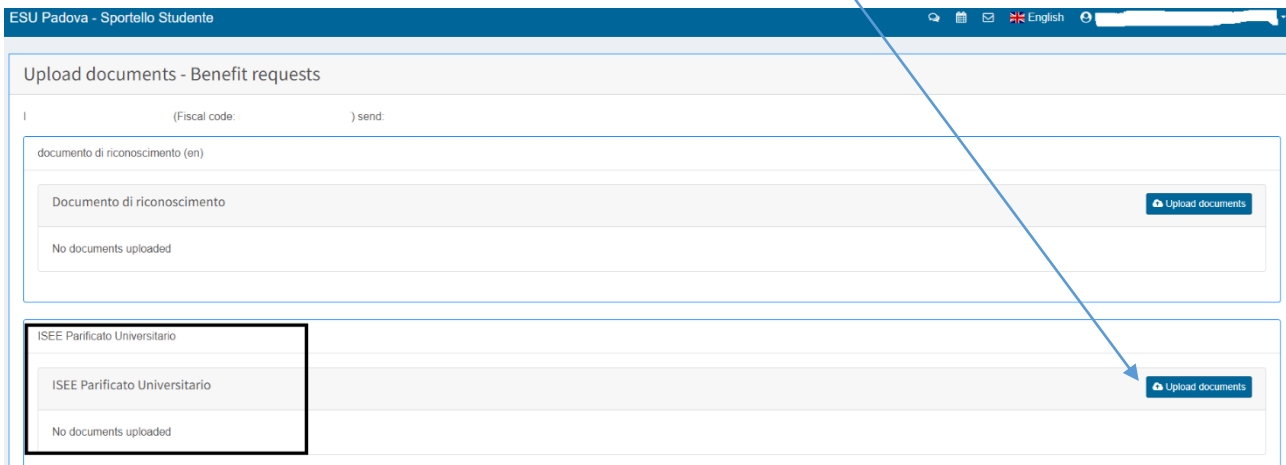 ESU Padova - Sportello Studente English
Upload documents - Benefit requests
I (Fiscal code: ) send:
documento di riconoscimento (en)
Documento di riconoscimento Upload documents
No documents uploaded
ISEE Parificato Universitario
ISEE Parificato Universitario Upload documents
No documents uploaded